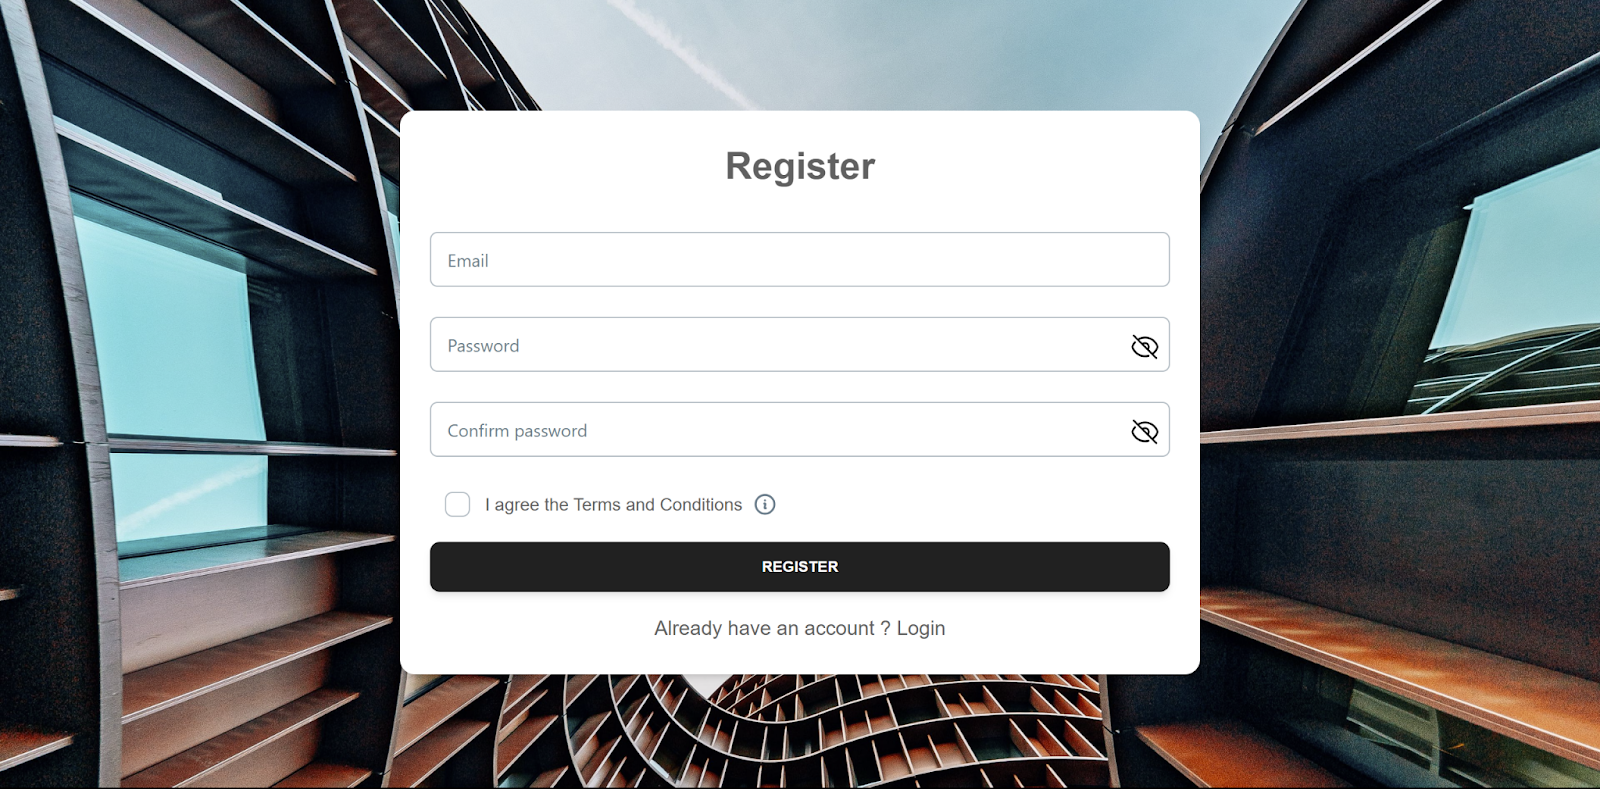 Register
Email
Password
Confirm password
I agree the Terms and Conditions
REGISTER
Already have an account ? Login